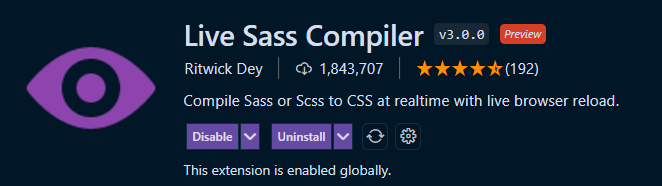 Live Sass Compiler v3.0.0 Preview
Ritwick Dey 1,843,707 (192)
Compile Sass or Scss to CSS at realtime with live browser reload.
Disable Uninstall
This extension is enabled globally.